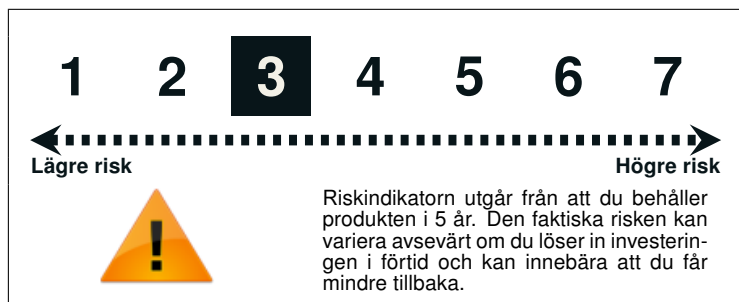 1 2 3 4 5 6 7
Lägre risk Högre risk
!
Riskindikatorn utgår från att du behåller
produkten i 5 år. Den faktiska risken kan
variera avsevärt om du löser in investerin-
gen i förtid och kan innebära att du får
mindre tillbaka.